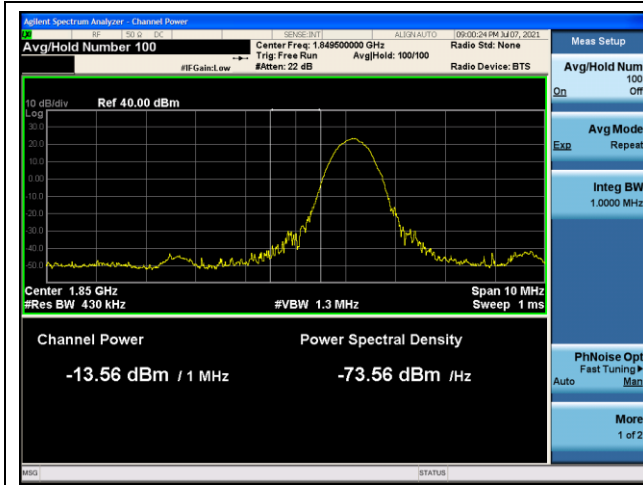 Agilent Spectrum Analyzer - Channel Power
RF 50 Ω DC SENSE:INT ALIGN AUTO 09:00:24 PM Jul 07, 2021
Avg/Hold Number 100
Center Freq: 1.849500000 GHz
Radio Std: None
Trig: Free Run Avg|Hold: 100/100
#IFGain:Low #Atten: 22 dB Radio Device: BTS
10 dB/div Ref 40.00 dBm
Log
30.0
20.0
10.0
0.00
-10.0
-20.0
-30.0
-40.0
-50.0
Center 1.85 GHz Span 10 MHz
#Res BW 430 kHz #VBW 1.3 MHz Sweep 1 ms
Channel Power Power Spectral Density
-13.56 dBm / 1 MHz -73.56 dBm /Hz
MSG STATUS
Meas Setup
Avg/Hold Num
100
On Off
Avg Mode
Exp Repeat
Integ BW
1.0000 MHz
PhNoise Opt
Fast Tuning
Auto Man
More
1 of 2